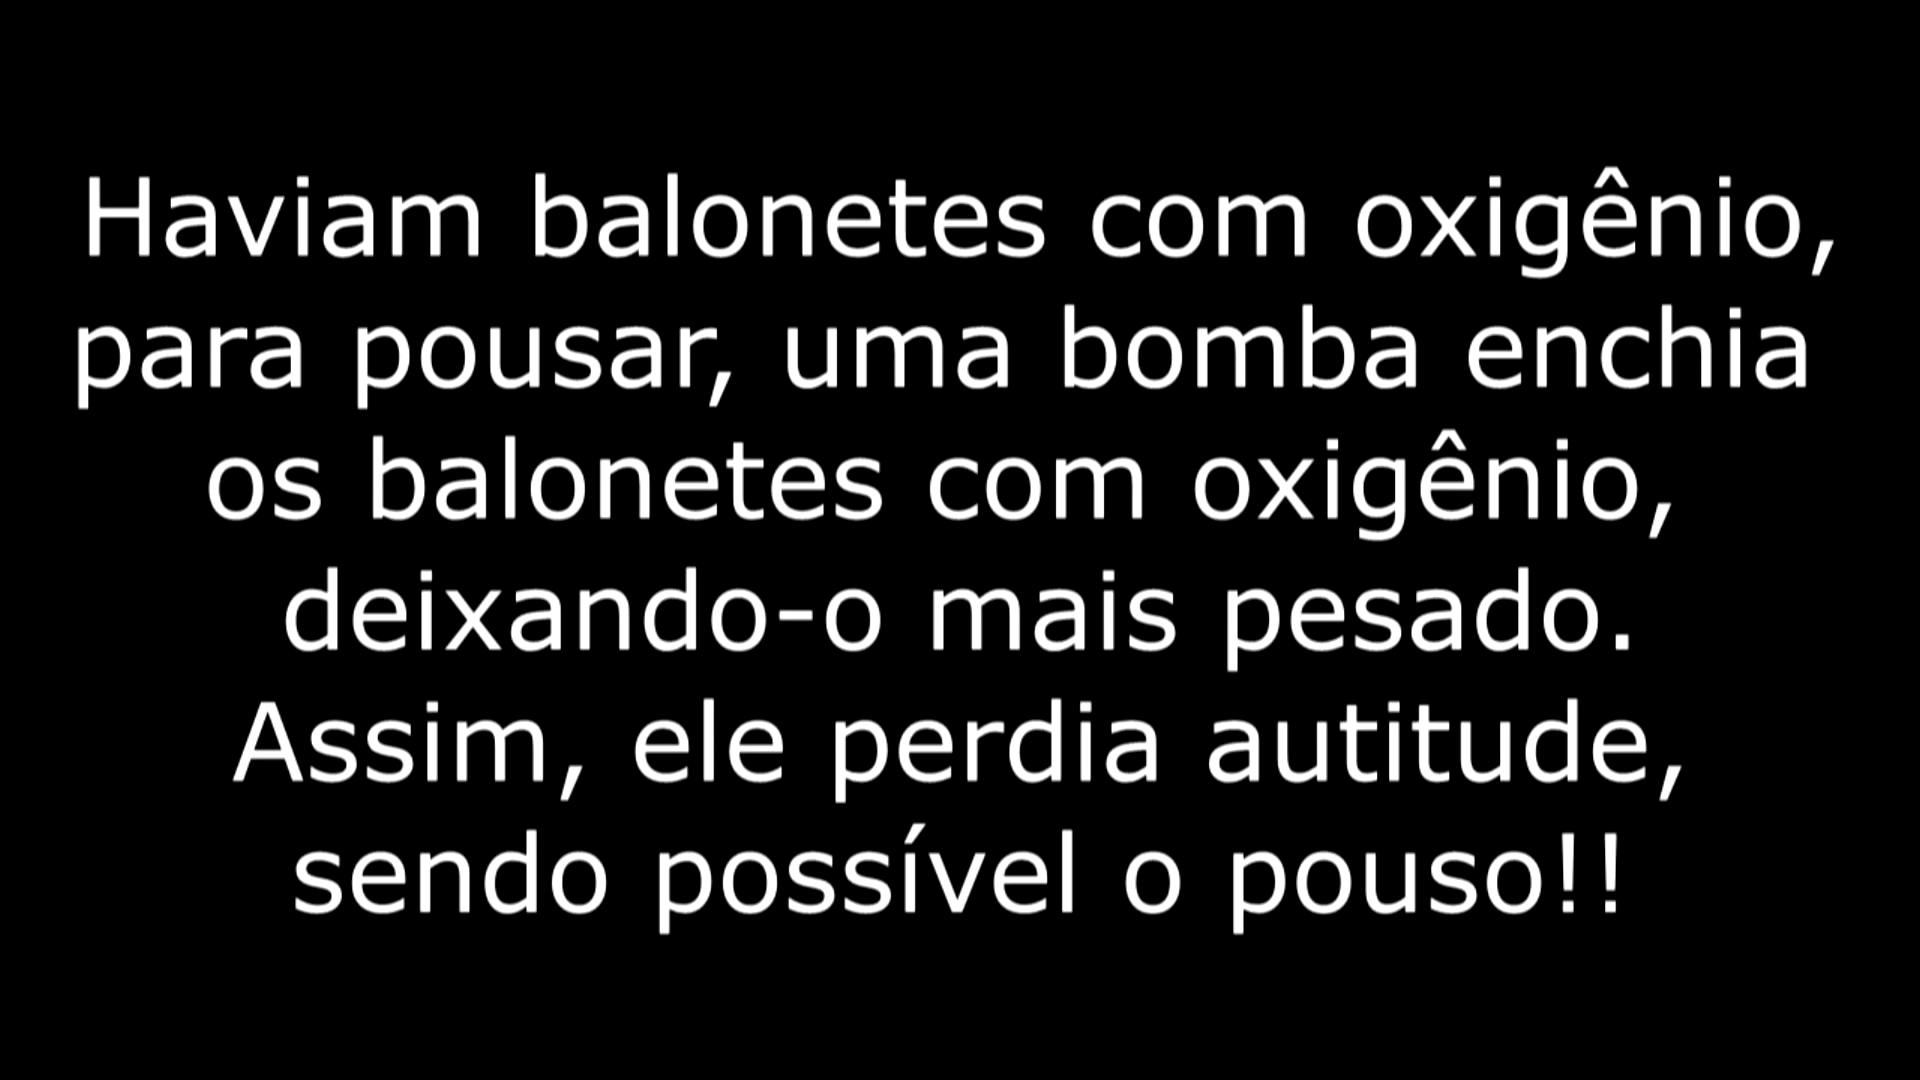 Haviam balonetes com oxigênio,
para pousar, uma bomba enchia
os balonetes com oxigênio,
deixando-o mais pesado.
Assim, ele perdia autitude,
sendo possível o pouso!!